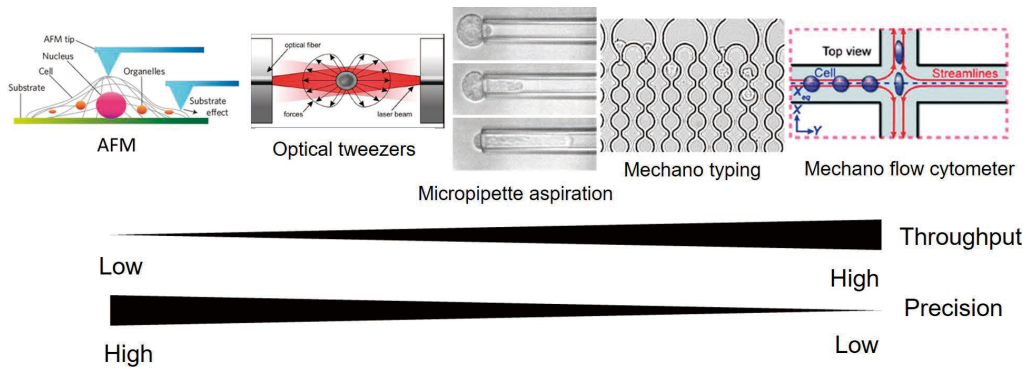 AFM tip
Nucleus
Cell
Substrate
Organelles
Substrate
effect
AFM
optical fiber
forces
laser beam
Optical tweezers
Micropipette aspiration
Mechano typing
Top view
Cell
Streamlines
Xeq
X
Y
Mechano flow cytometer
Throughput
Low
High
Precision
High
Low